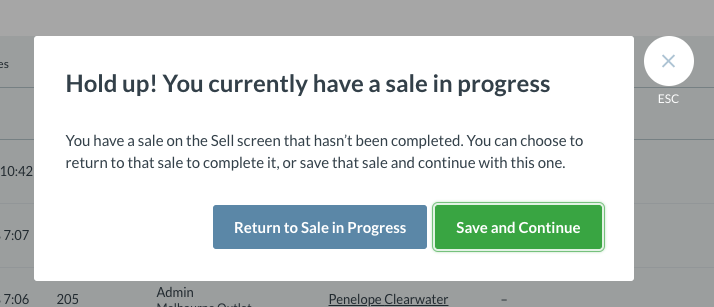 es
Hold up! You currently have a sale in progress
ESC
You have a sale on the Sell screen that hasn't been completed. You can choose to
return to that sale to complete it, or save that sale and continue with this one.
10:42
7:07
Return to Sale in Progress
Save and Continue
7:06
205
Admin
Melbourne Outlet
Penelope Clearwater
–